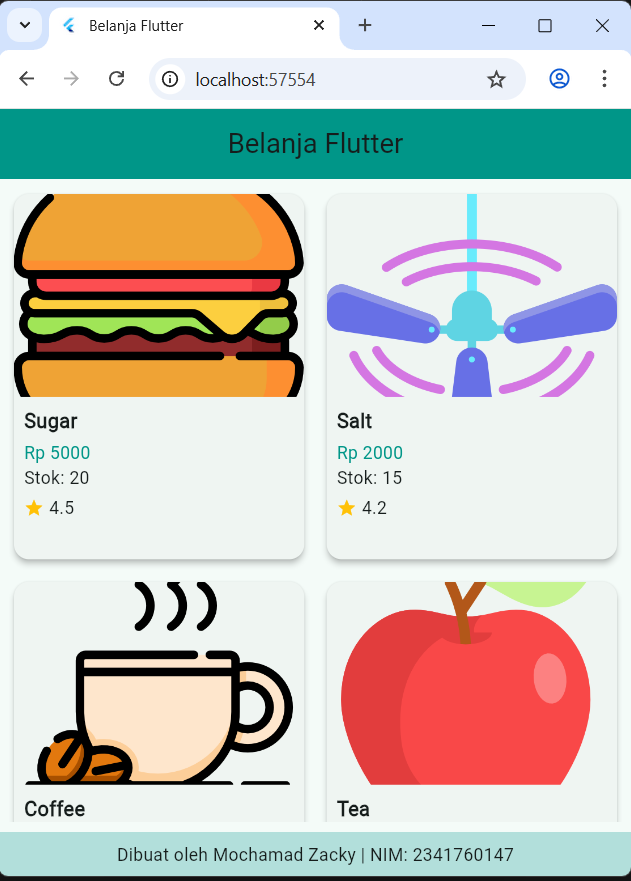 Belanja Flutter
localhost:57554
Belanja Flutter
Sugar
Rp 5000
Stok: 20
4.5
Salt
Rp 2000
Stok: 15
4.2
Coffee
Tea
Dibuat oleh Mochamad Zacky | NIM: 2341760147